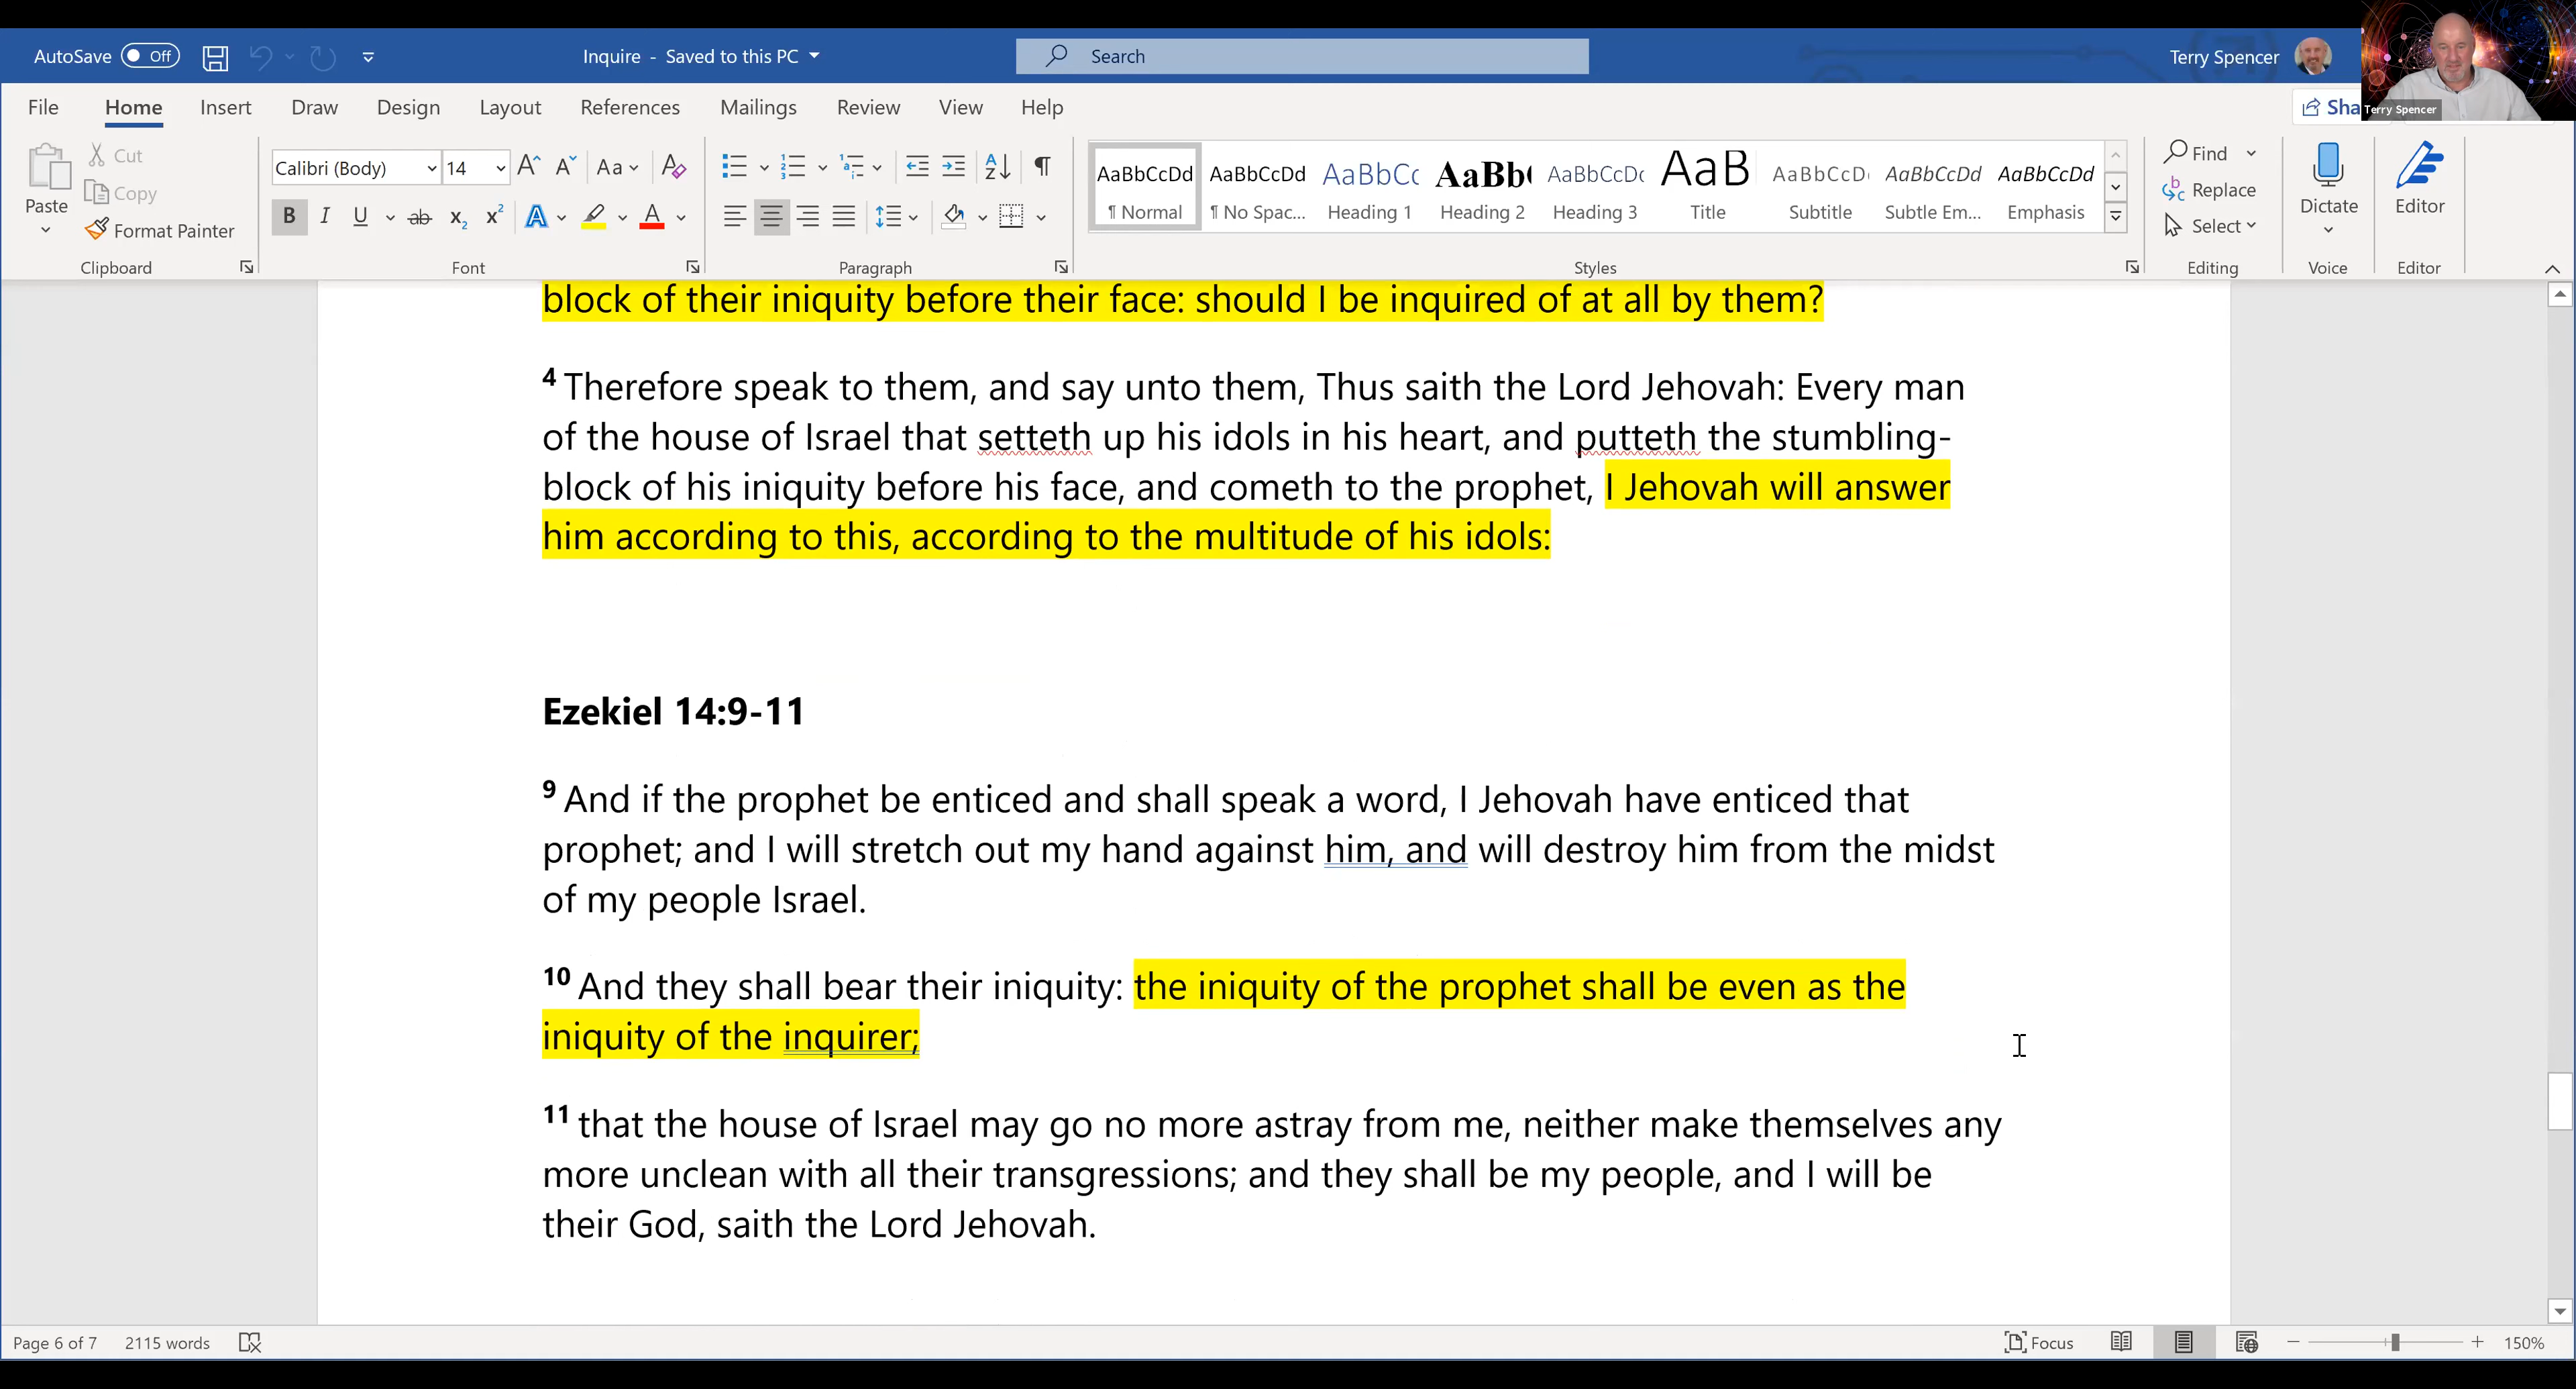 AutoSave Off Inquire - Saved to this PC Search Terry Spencer
File Home Insert Draw Design Layout References Mailings Review View Help Sha Terry Spencer
Paste Cut Copy Format Painter Clipboard
Calibri (Body) 14 Aa
B I U ab x₂ x² A A Font
Paragraph
AaBbCcDd AaBbCcDd AaBbCc AaBb AaBbCcD AaB AaBbCcD AaBbCcDd AaBbCcDd
¶ Normal ¶ No Spac... Heading 1 Heading 2 Heading 3 Title Subtitle Subtle Em... Emphasis
Styles
Find Replace Select Editing
Dictate Voice
Editor Editor
block of their iniquity before their face: should I be inquired of at all by them?
4 Therefore speak to them, and say unto them, Thus saith the Lord Jehovah: Every man
of the house of Israel that setteth up his idols in his heart, and putteth the stumbling-
block of his iniquity before his face, and cometh to the prophet, I Jehovah will answer
him according to this, according to the multitude of his idols:
Ezekiel 14:9-11
9 And if the prophet be enticed and shall speak a word, I Jehovah have enticed that
prophet; and I will stretch out my hand against him, and will destroy him from the midst
of my people Israel.
10 And they shall bear their iniquity: the iniquity of the prophet shall be even as the
iniquity of the inquirer;
11 that the house of Israel may go no more astray from me, neither make themselves any
more unclean with all their transgressions; and they shall be my people, and I will be
their God, saith the Lord Jehovah.
Page 6 of 7 2115 words Focus 150%